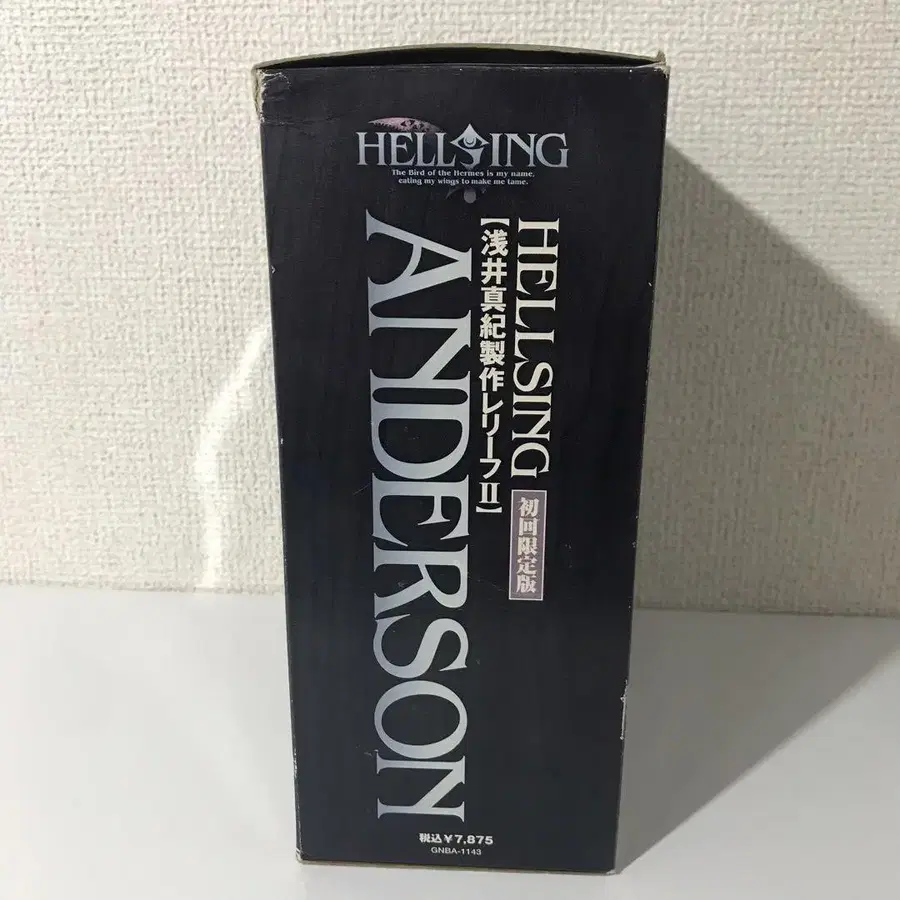 HELLSING
The Bird of the Hermes is my name,
eating my wings to make me tame.
HELLSING 初回限定版
【浅井真紀製作レリーフⅡ】
ANDERSON
税込¥7,875
GNBA-1143